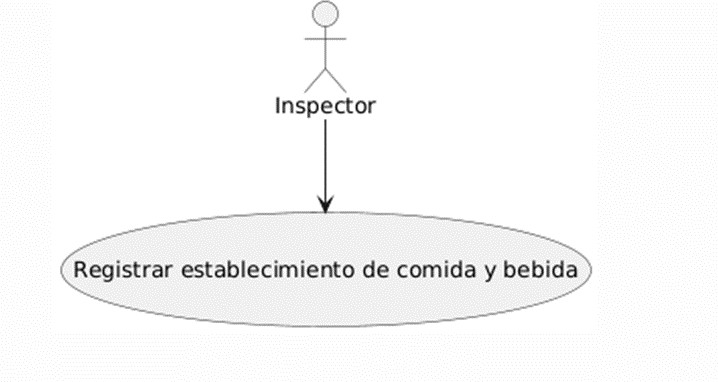 Inspector
Registrar establecimiento de comida y bebida